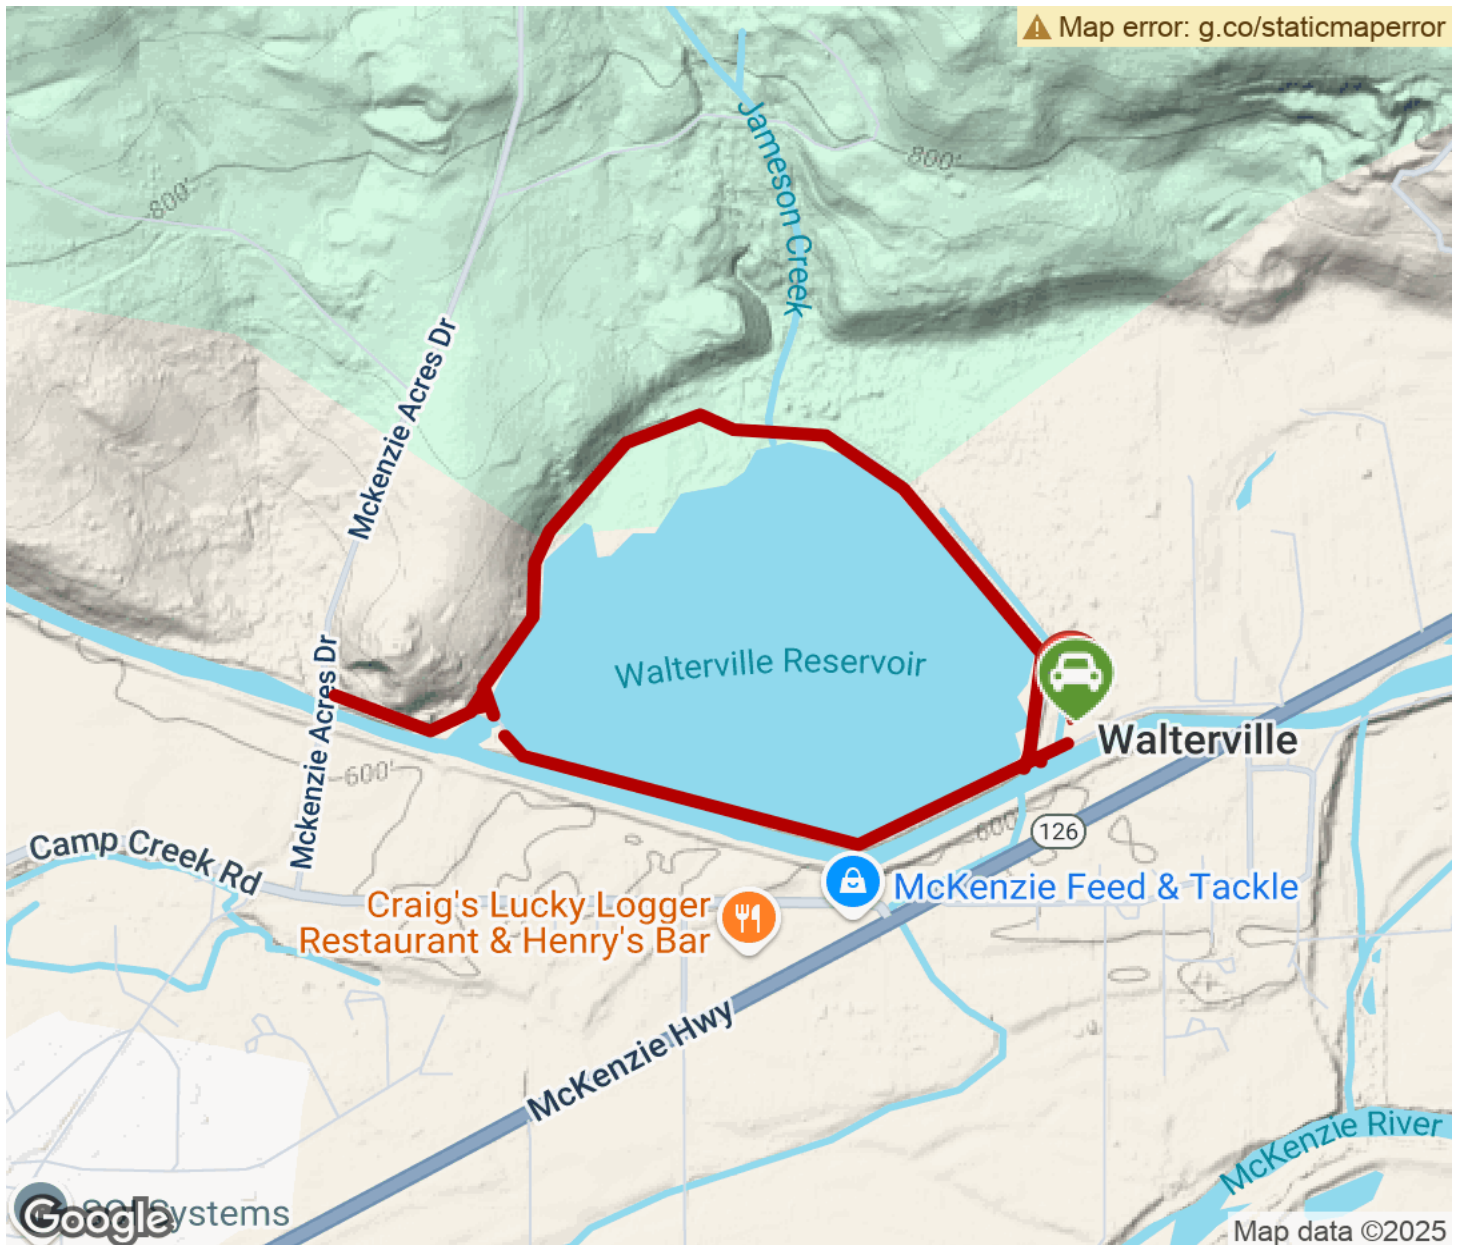 Map error: g.co/staticmaperror
Jameson Creek
800'
800'
Mckenzie Acres Dr
Mckenzie Acres Dr
Walterville Reservoir
Walterville
600'
600'
126
Camp Creek Rd
McKenzie Feed & Tackle
Craig's Lucky Logger
Restaurant & Henry's Bar
McKenzie Hwy
McKenzie River
Systems
Google
Map data ©2025